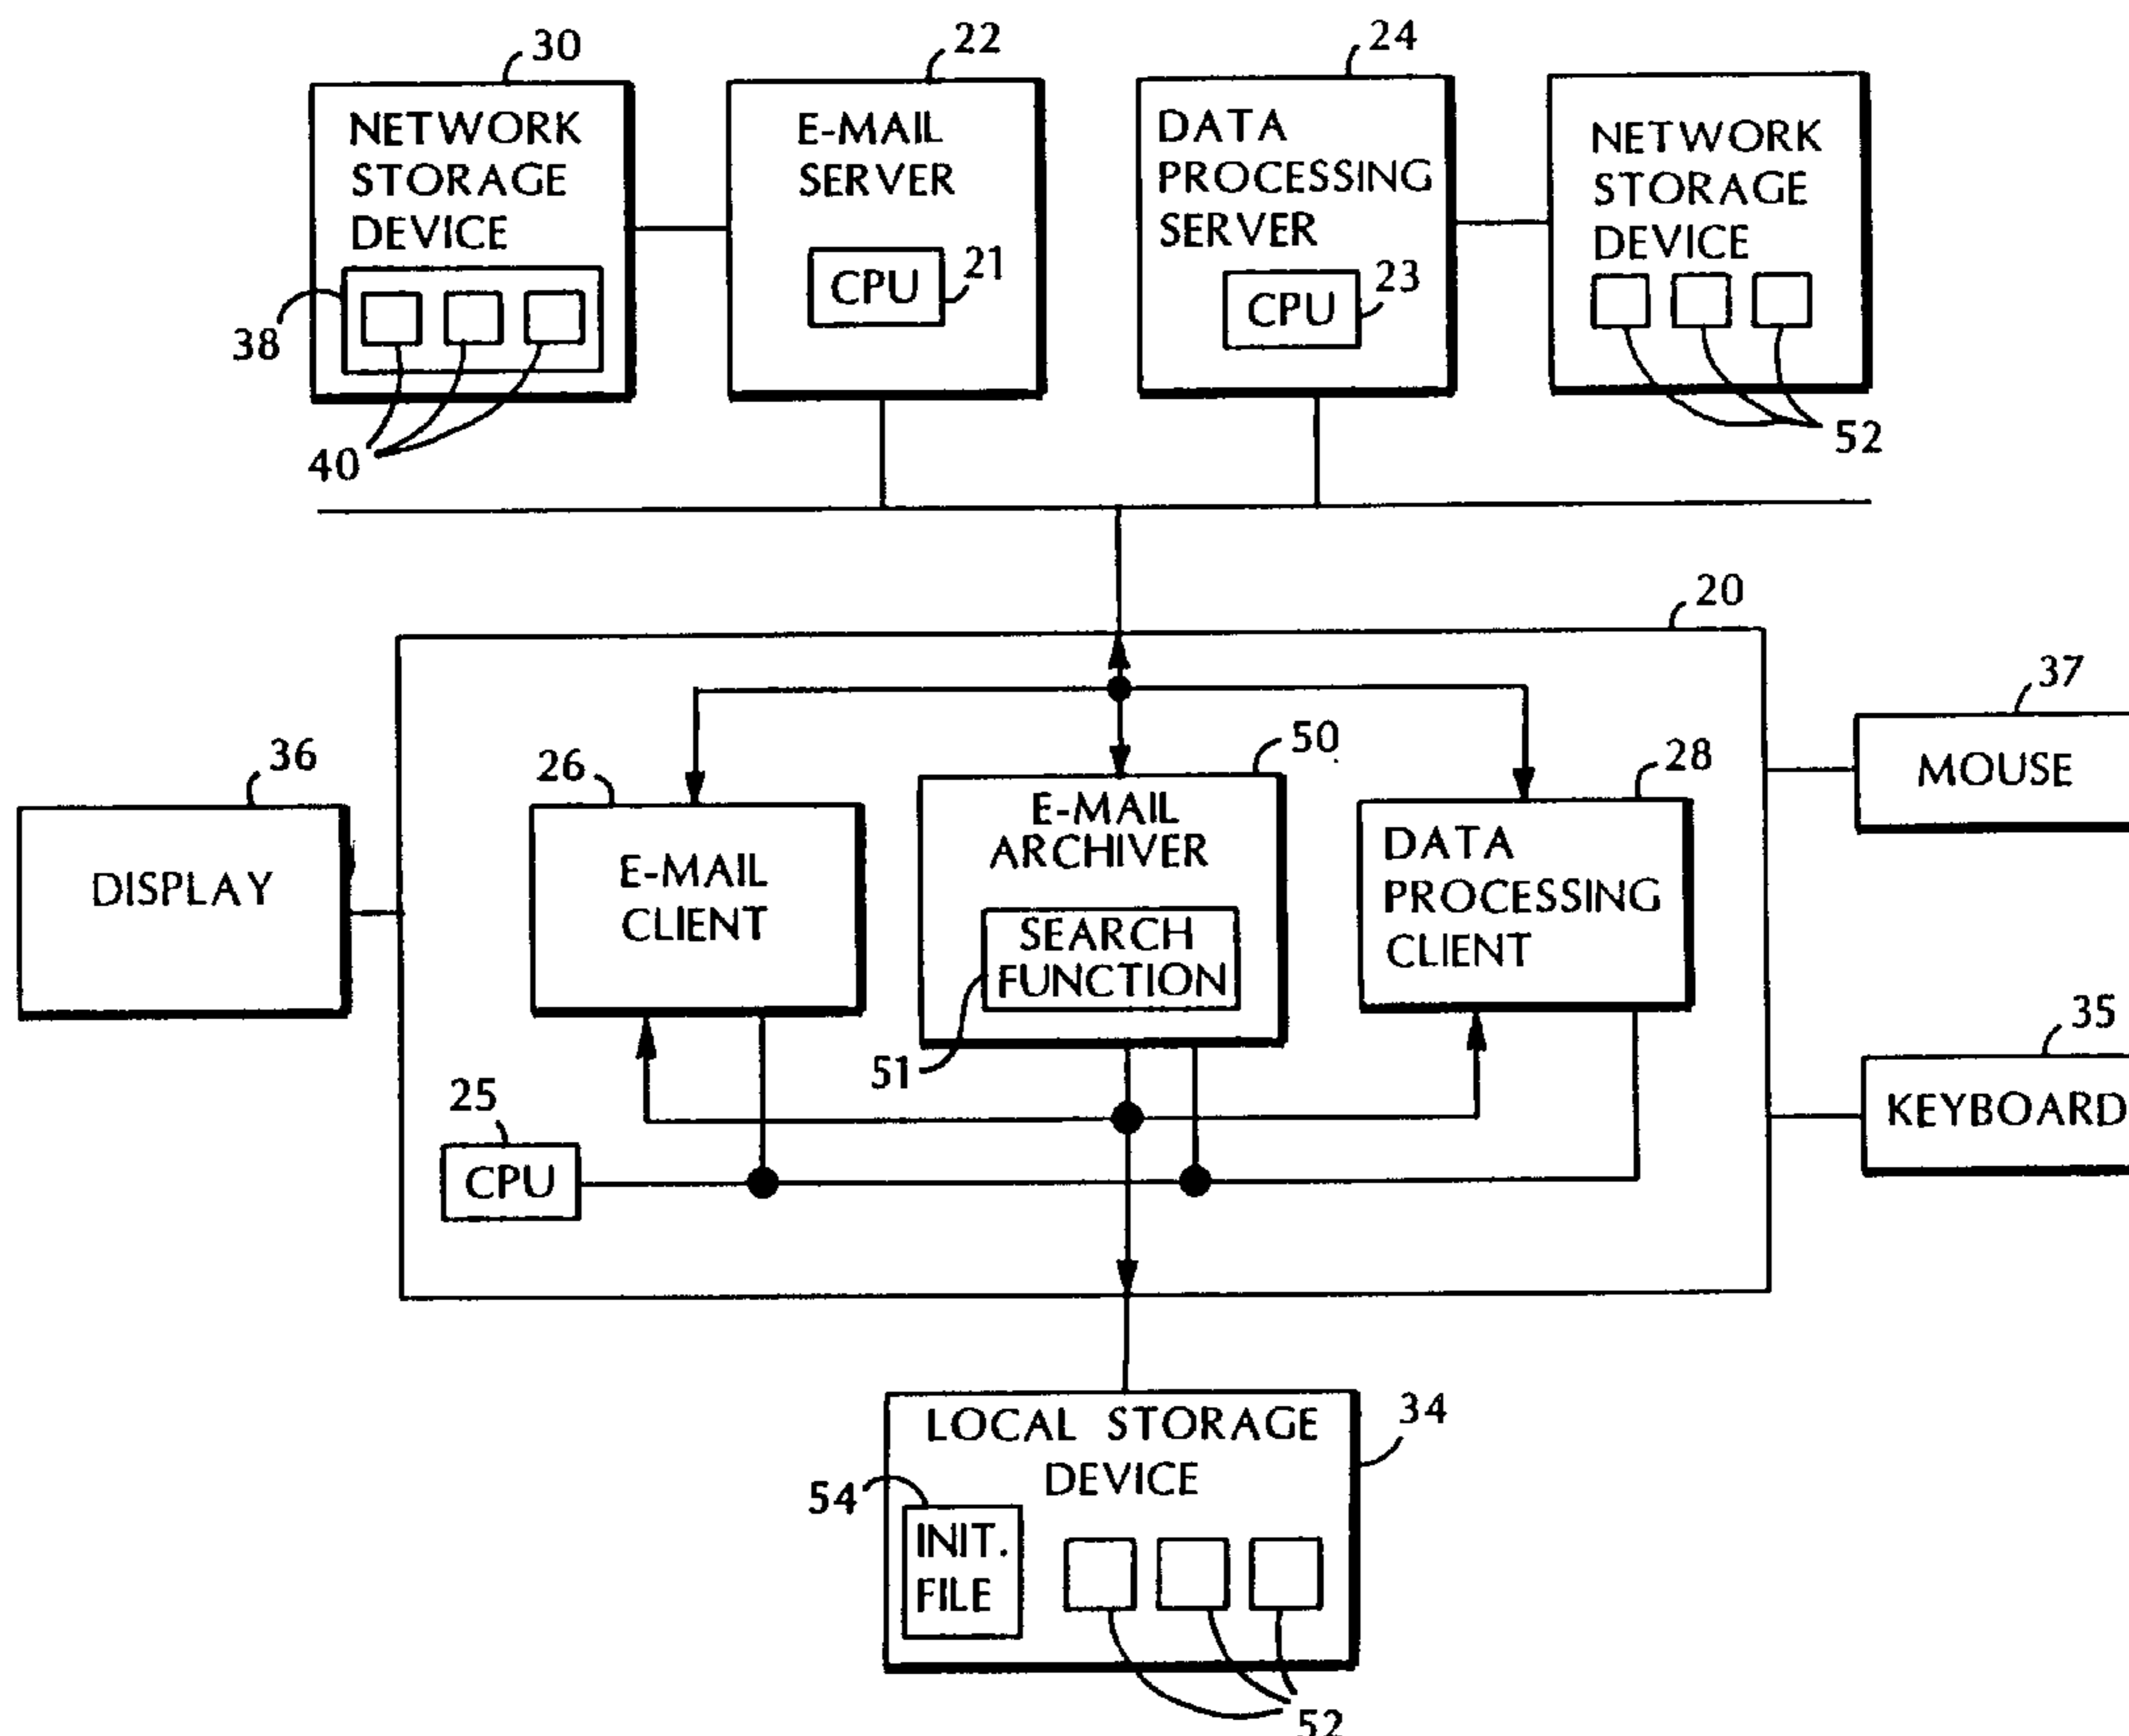 30
22
24
NETWORK
STORAGE
DEVICE
E-MAIL
SERVER
DATA
PROCESSING
SERVER
NETWORK
STORAGE
DEVICE
CPU
21
CPU
23
38
40
52
20
37
MOUSE
36
DISPLAY
26
E-MAIL
CLIENT
50
E-MAIL
ARCHIVER
SEARCH
FUNCTION
51
28
DATA
PROCESSING
CLIENT
35
KEYBOARD
25
CPU
34
LOCAL STORAGE
DEVICE
54
INIT.
FILE
52